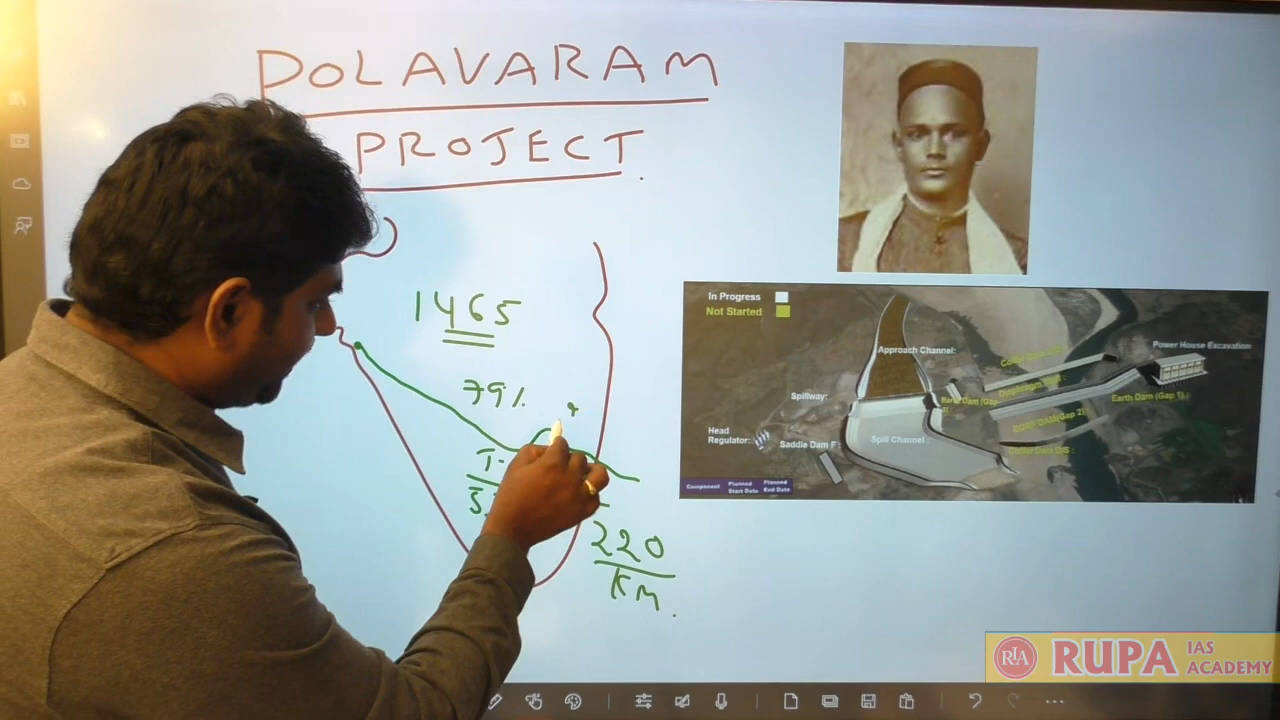 POLAVARAM
PROJECT.
1465
79%
220
KM.
In Progress
Not Started
Approach Channel:
Power House Excavation
Spillway:
Earth Dam (Gap 1) :
Head
Regulator:
Saddle Dam
Spill Channel :
Component
Planned
Start Date
Planned
End Date
RIA
RUPA
IAS
ACADEMY